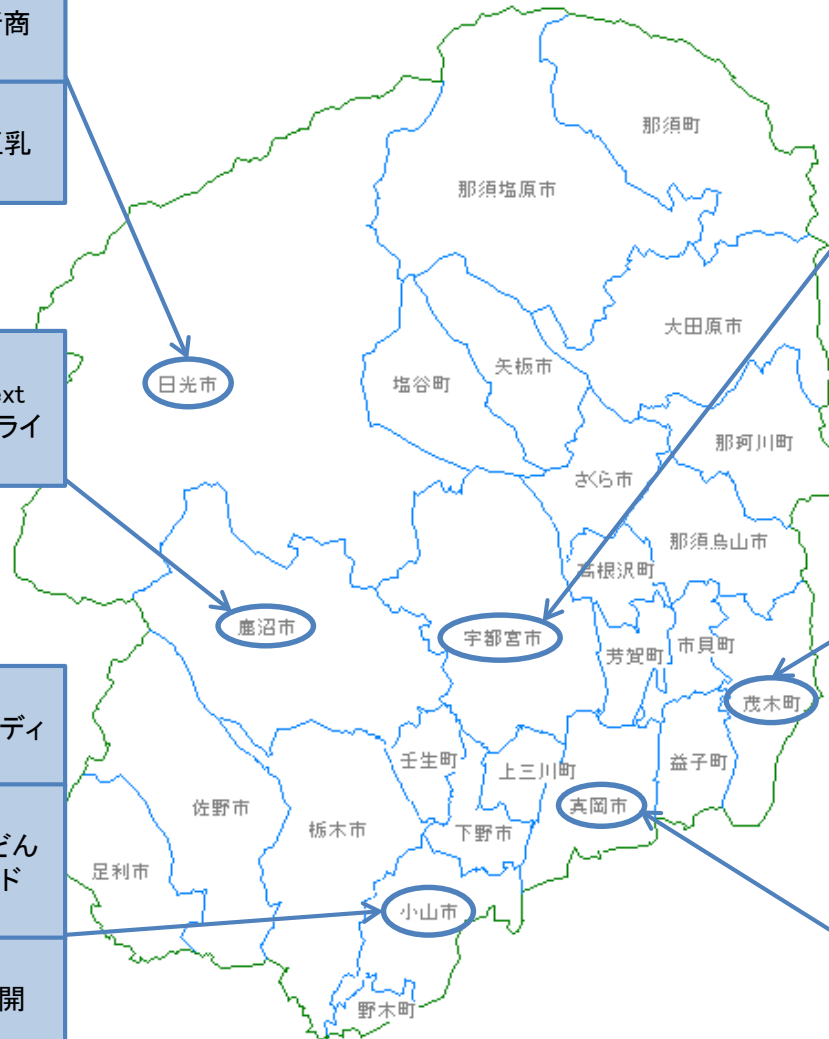 商
乳
那須町
那須塩原市
大田原市
矢板市
塩谷町
日光市
那珂川町
さくら市
xt
ライ
那須烏山市
高根沢町
鹿沼市
宇都宮市
芳賀町
市貝町
茂木町
ディ
壬生町
上三川町
益子町
佐野市
真岡市
栃木市
下野市
どん
ド
足利市
小山市
開
野木町